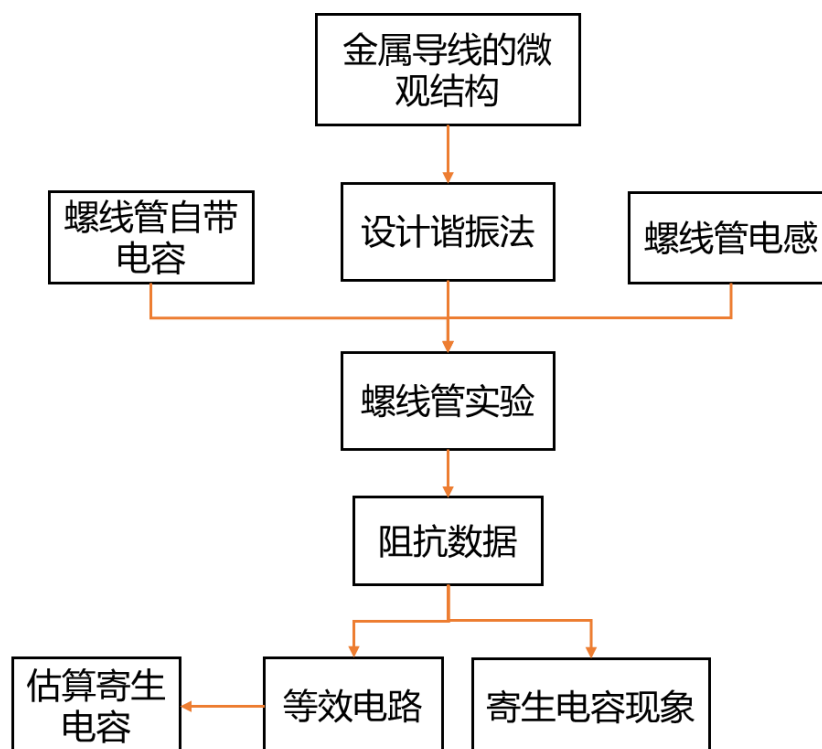 金属导线的微
观结构
螺线管自带
电容
设计谐振法
螺线管电感
螺线管实验
阻抗数据
估算寄生
电容
等效电路
寄生电容现象